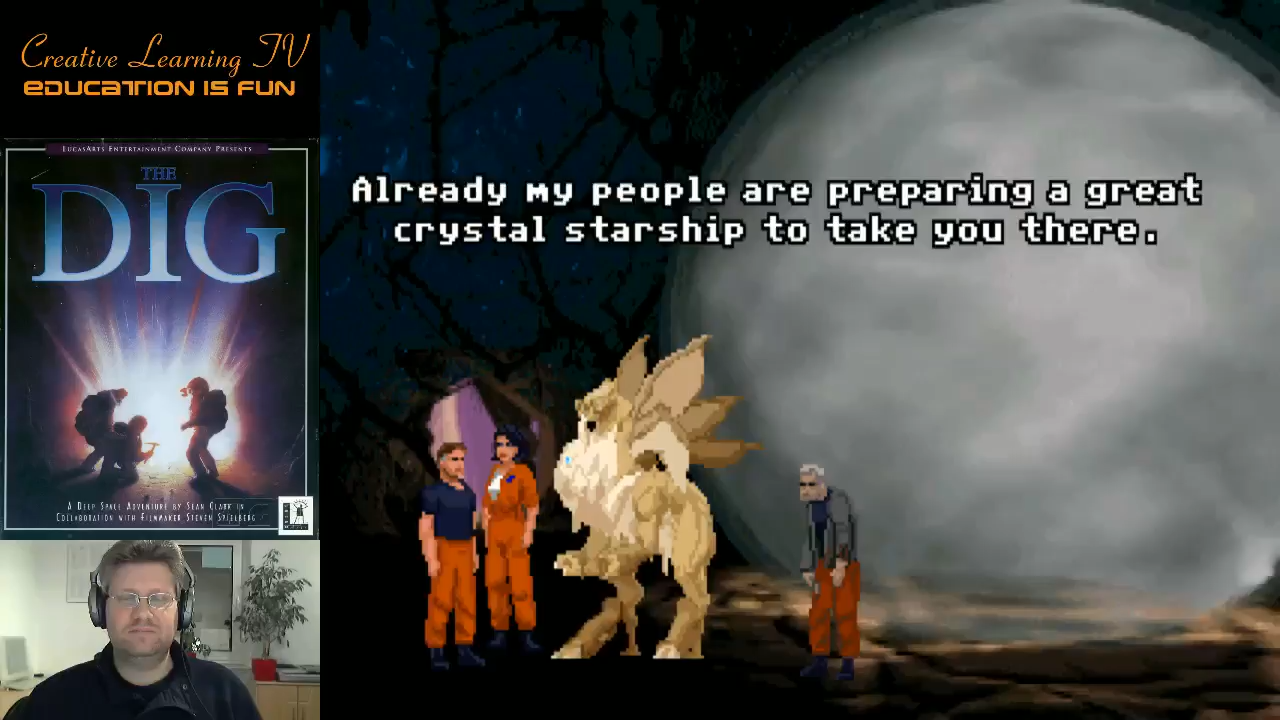 Creative Learning TV
EDUCATION IS FUN
LucasArts Entertainment Company Presents
THE
DIG
A Deep Space Adventure by Sean Clark in
Collaboration with Filmmaker Steven Spielberg
Already my people are preparing a great
crystal starship to take you there.